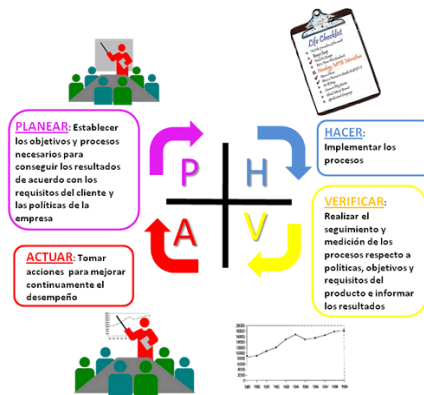 Life Checklist
PLANEAR: Establecer
los objetivos y procesos
necesarios para
conseguir los resultados
de acuerdo con los
requisitos del cliente y
las políticas de la
empresa
P
H
HACER:
Implementar los
procesos
A
V
VERIFICAR:
Realizar el
seguimiento y
medición de los
procesos respecto a
políticas, objetivos y
requisitos del
producto e informar
los resultados
ACTUAR: Tomar
acciones para mejorar
continuamente el
desempeño